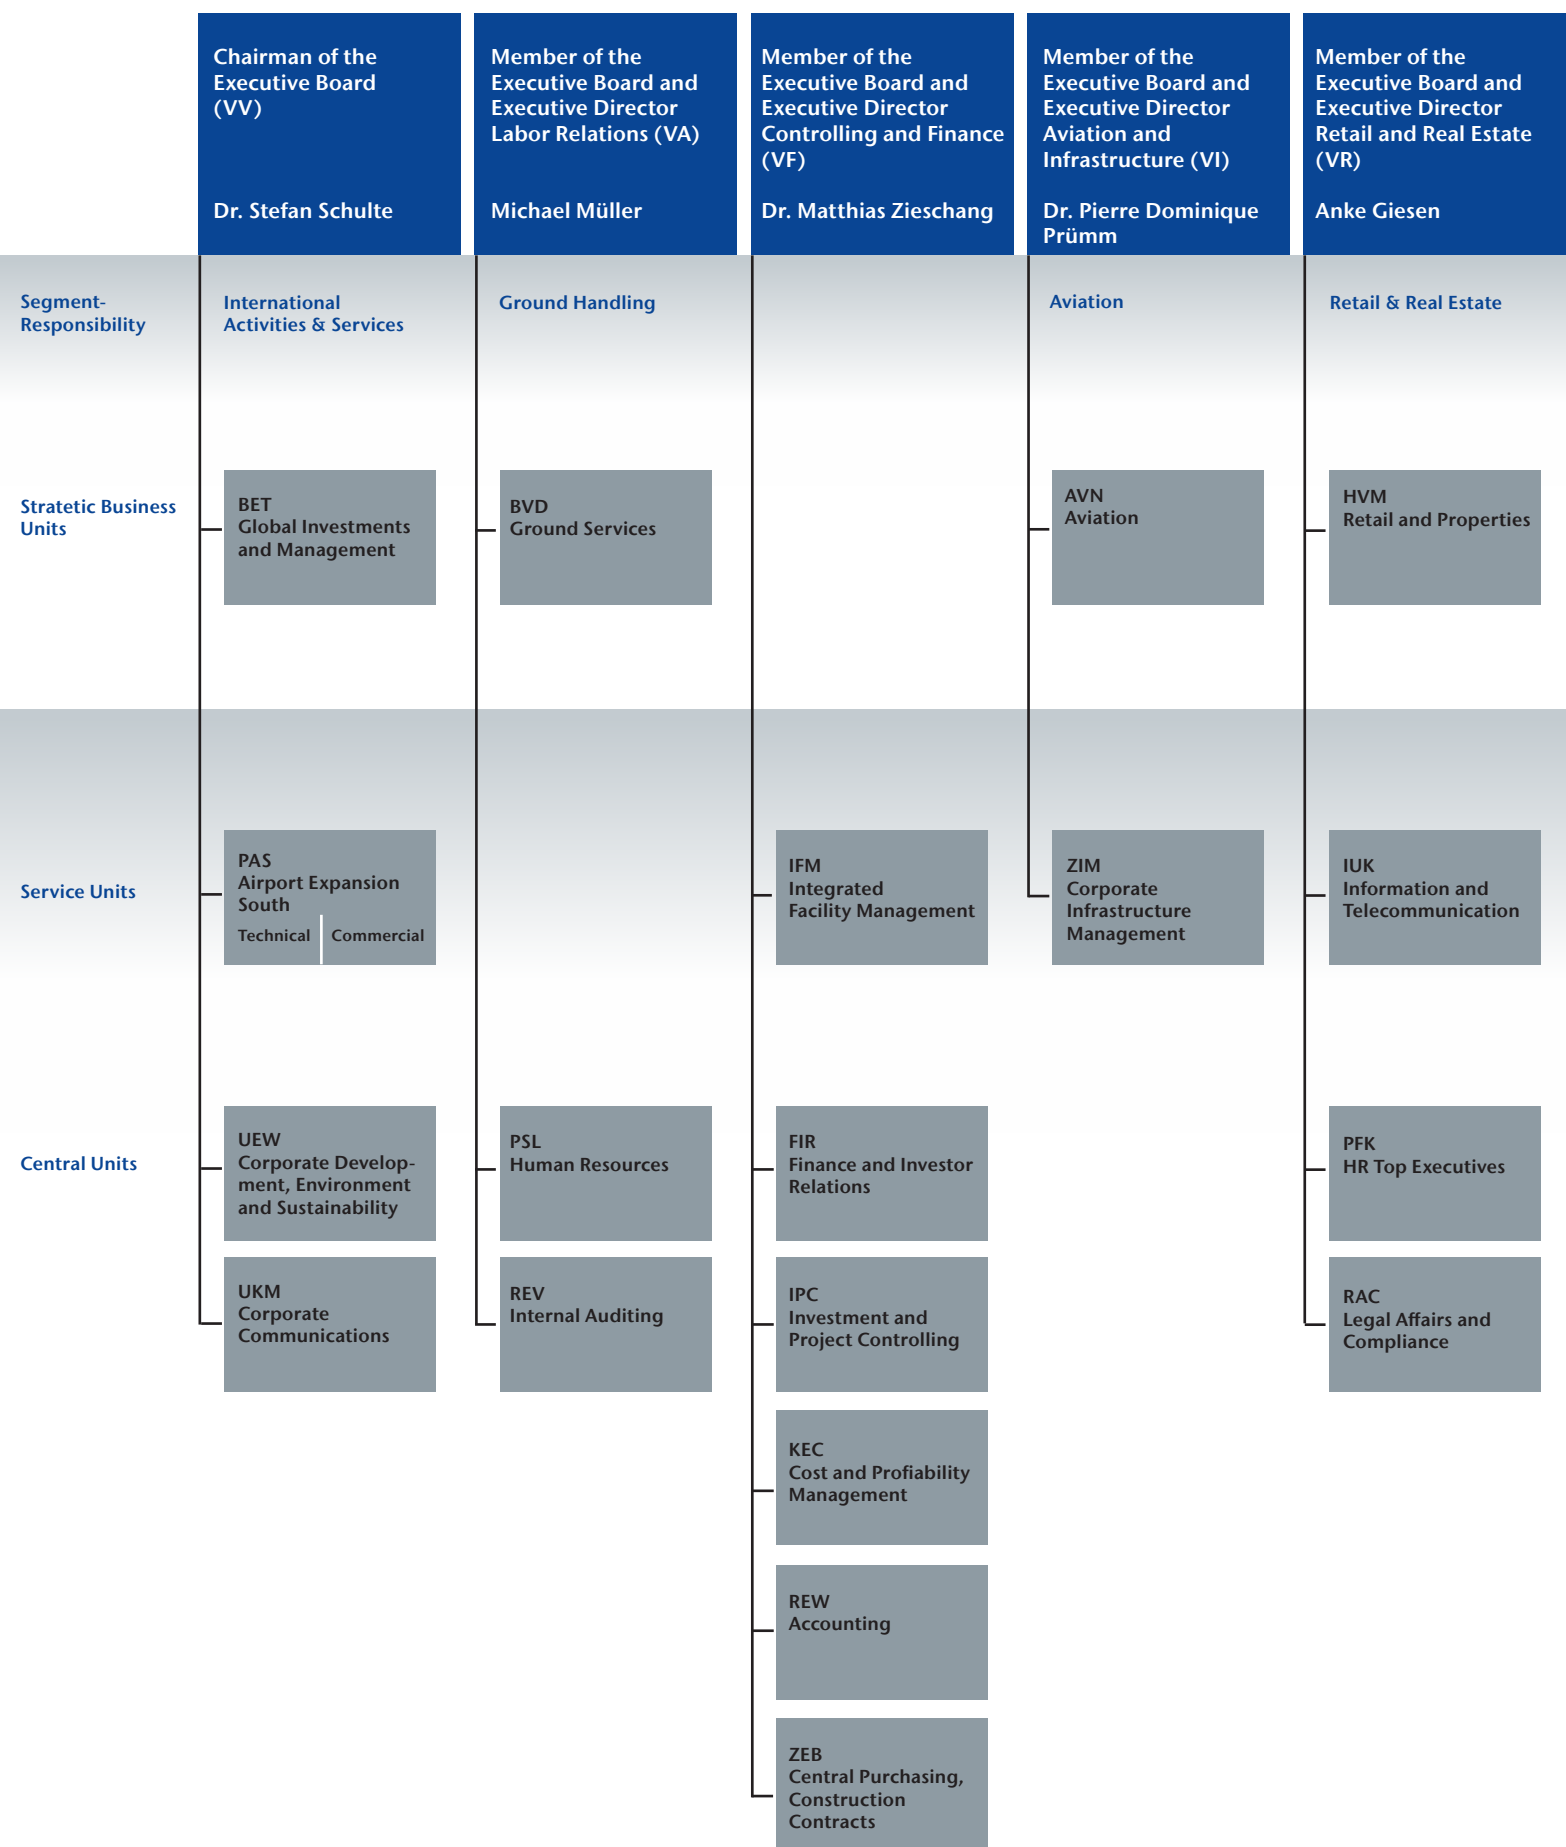 Chairman of the
Executive Board
(VV)
Dr. Stefan Schulte
Member of the
Executive Board and
Executive Director
Labor Relations (VA)
Michael Müller
Member of the
Executive Board and
Executive Director
Controlling and Finance
(VF)
Dr. Matthias Zieschang
Member of the
Executive Board and
Executive Director
Aviation and
Infrastructure (VI)
Dr. Pierre Dominique
Prümm
Member of the
Executive Board and
Executive Director
Retail and Real Estate
(VR)
Anke Giesen
Segment-
Responsibility
International
Activities & Services
Ground Handling
Aviation
Retail & Real Estate
Stratetic Business
Units
BET
Global Investments
and Management
BVD
Ground Services
AVN
Aviation
HVM
Retail and Properties
Service Units
PAS
Airport Expansion
South
Technical
Commercial
IFM
Integrated
Facility Management
ZIM
Corporate
Infrastructure
Management
IUK
Information and
Telecommunication
Central Units
UEW
Corporate Develop-
ment, Environment
and Sustainability
PSL
Human Resources
FIR
Finance and Investor
Relations
PFK
HR Top Executives
UKM
Corporate
Communications
REV
Internal Auditing
IPC
Investment and
Project Controlling
RAC
Legal Affairs and
Compliance
KEC
Cost and Profiability
Management
REW
Accounting
ZEB
Central Purchasing,
Construction
Contracts